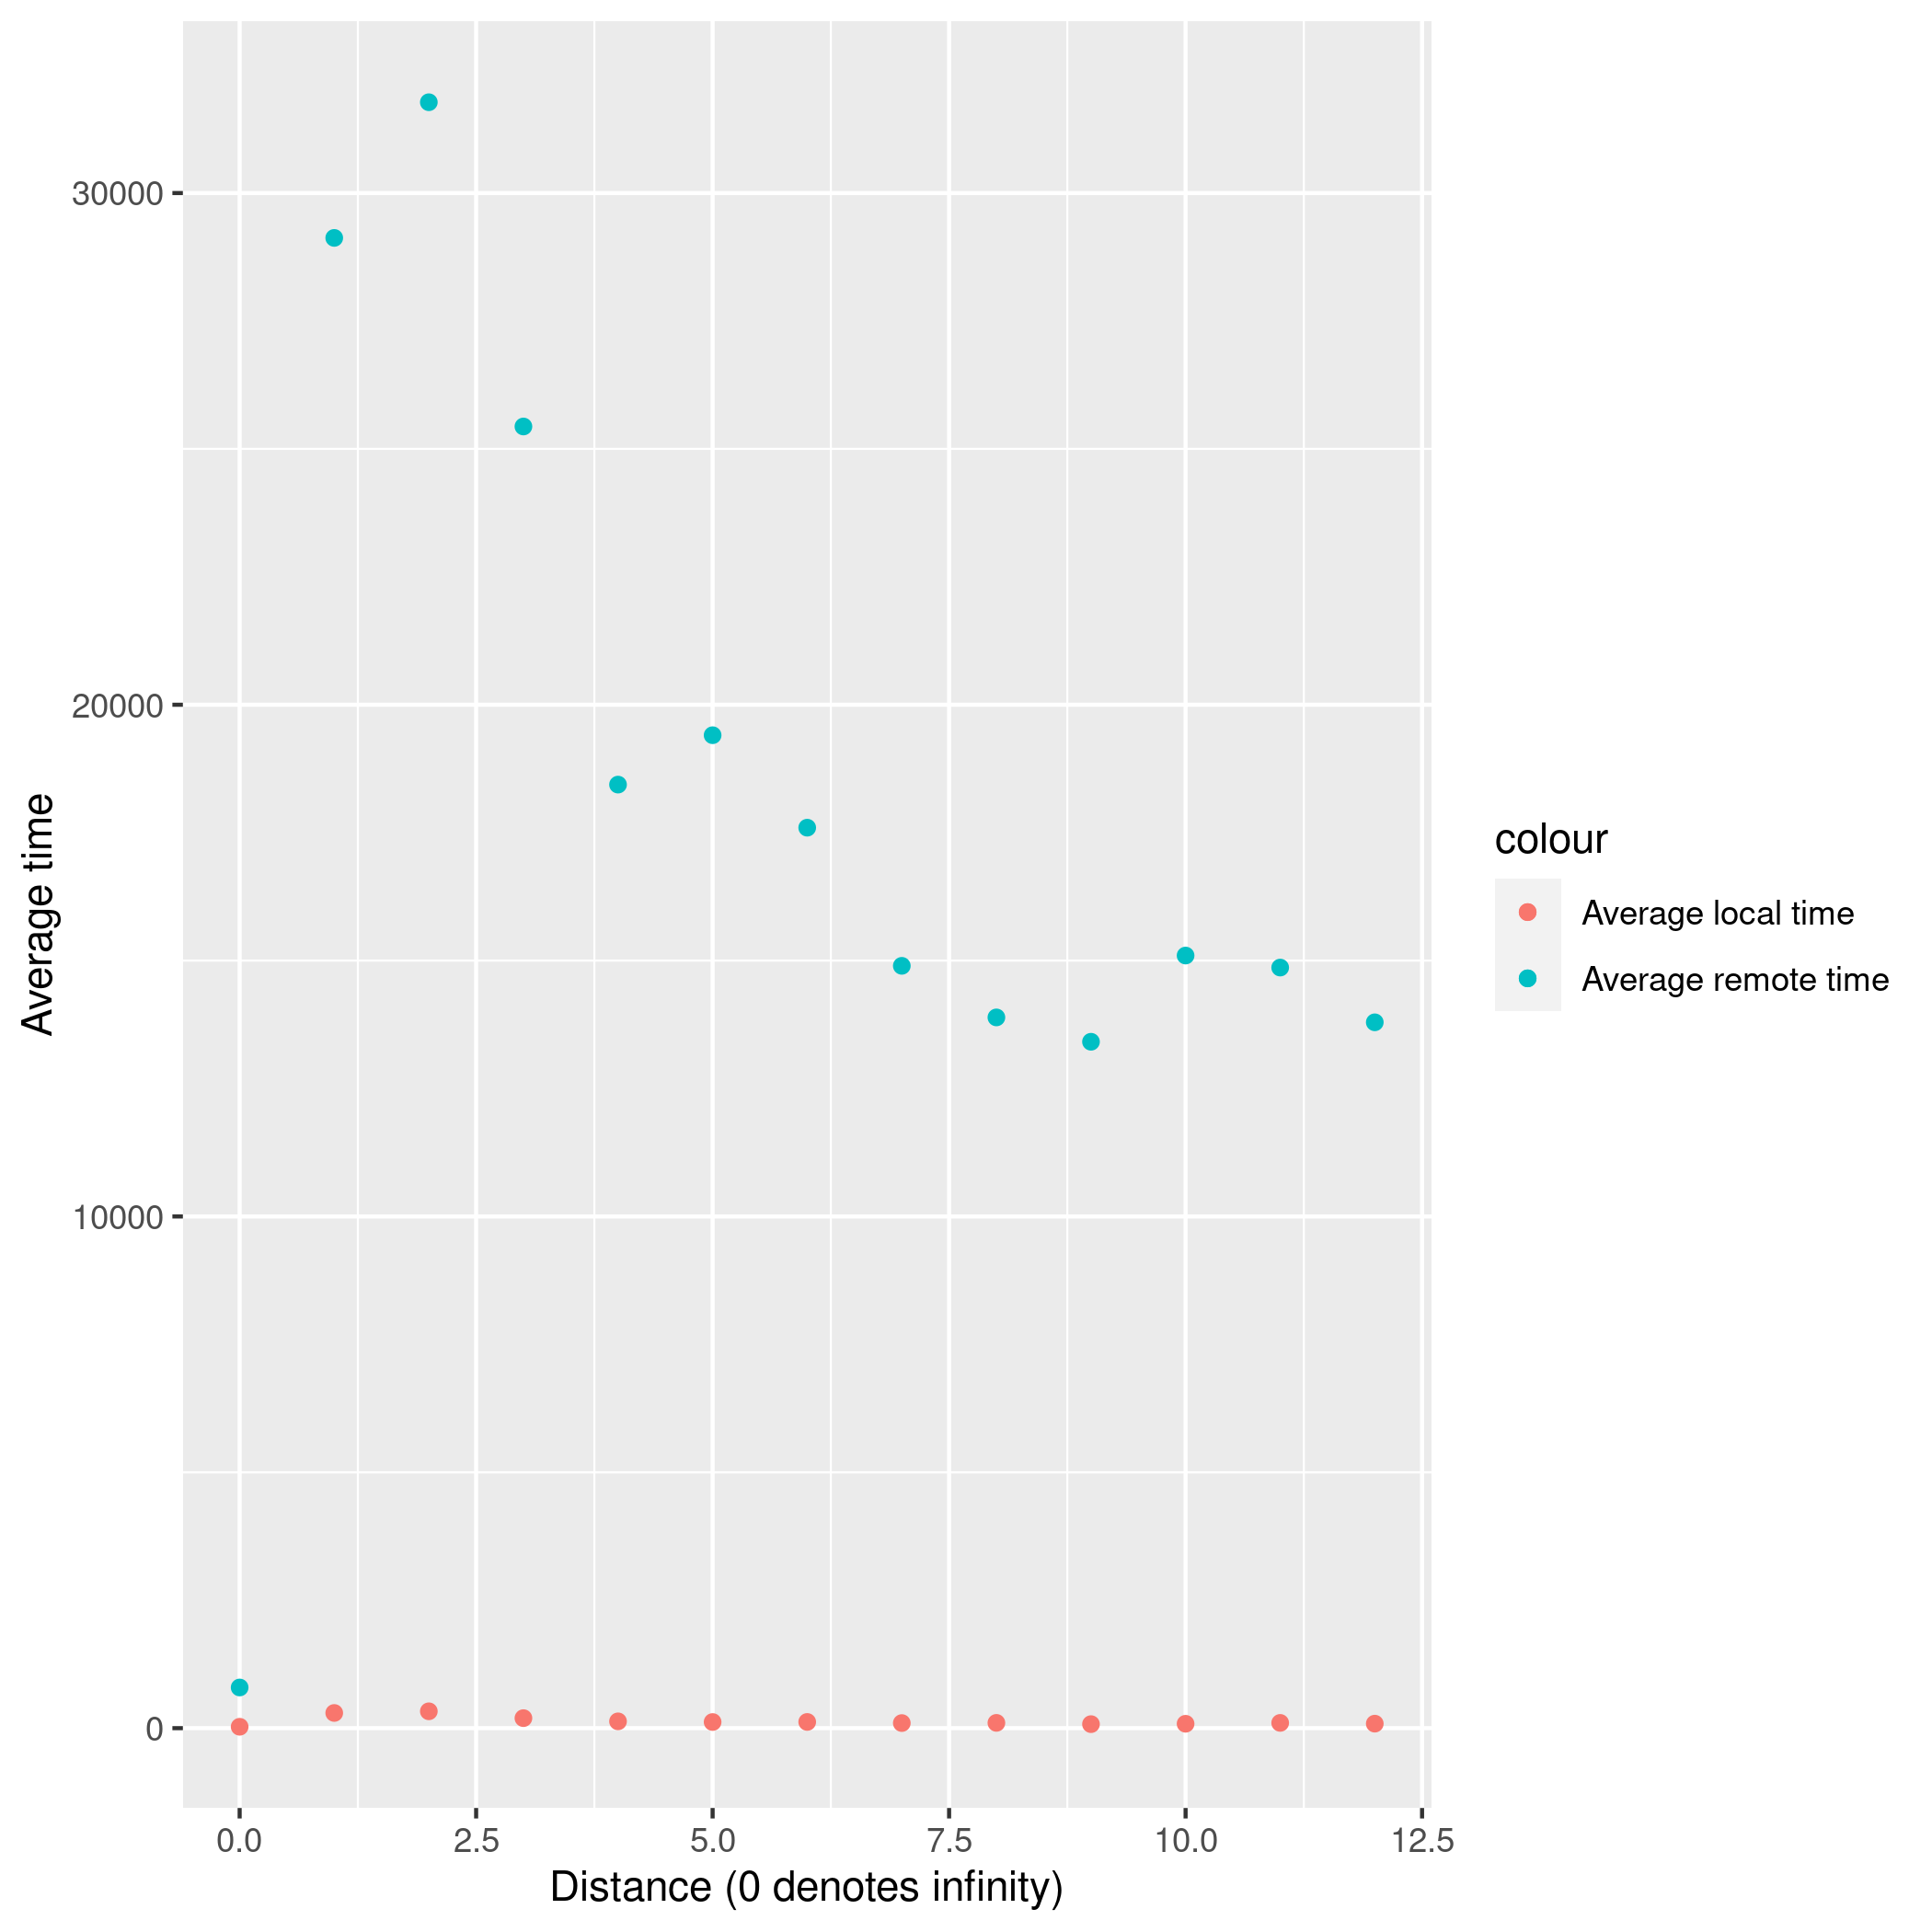 Average time
30000
20000
10000
0
0.0 2.5 5.0 7.5 10.0 12.5
Distance (0 denotes infinity)
colour
Average local time
Average remote time